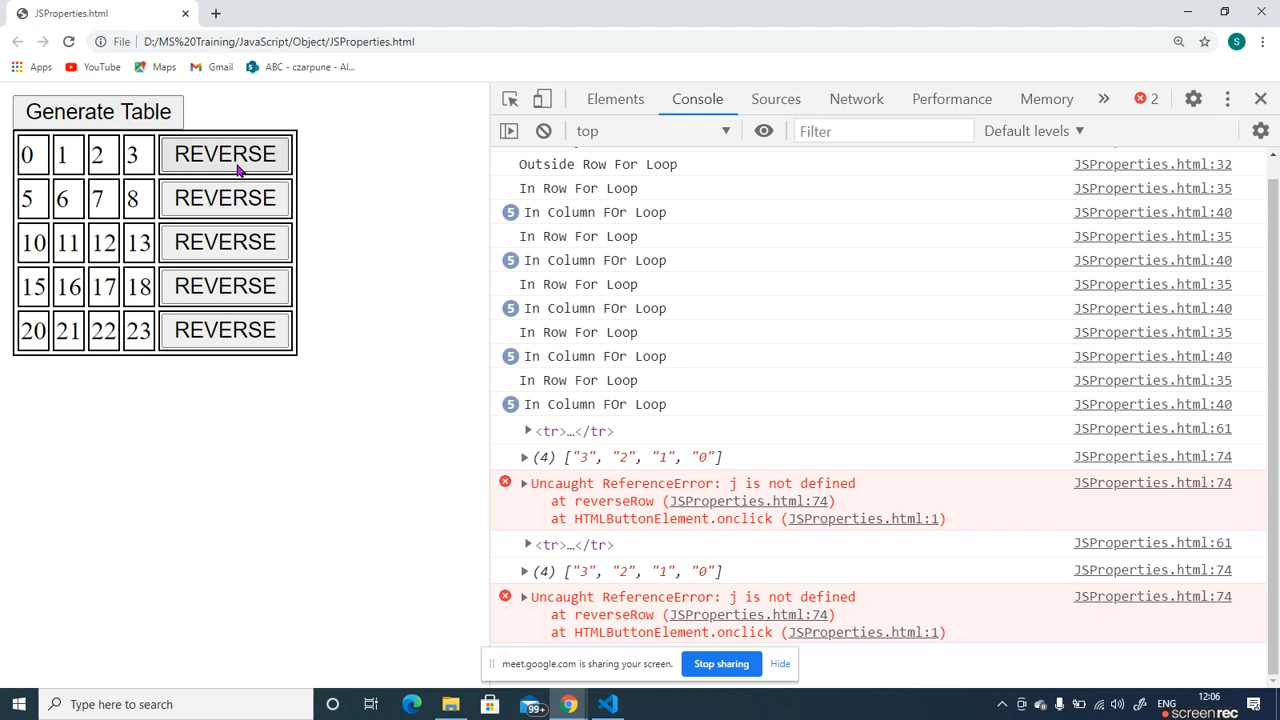 JSProperties.html
File D:/MS%20Training/JavaScript/Object/JSProperties.html
S
Apps YouTube Maps Gmail ABC - czarpune - Al...
Generate Table
0 1 2 3 REVERSE
5 6 7 8 REVERSE
10 11 12 13 REVERSE
15 16 17 18 REVERSE
20 21 22 23 REVERSE
Elements Console Sources Network Performance Memory 2
top Filter Default levels
Outside Row For Loop JSProperties.html:32
In Row For Loop JSProperties.html:35
5 In Column FOr Loop JSProperties.html:40
In Row For Loop JSProperties.html:35
5 In Column FOr Loop JSProperties.html:40
In Row For Loop JSProperties.html:35
5 In Column FOr Loop JSProperties.html:40
In Row For Loop JSProperties.html:35
5 In Column FOr Loop JSProperties.html:40
In Row For Loop JSProperties.html:35
5 In Column FOr Loop JSProperties.html:40
<tr>…</tr> JSProperties.html:61
(4) ["3", "2", "1", "0"] JSProperties.html:74
Uncaught ReferenceError: j is not defined JSProperties.html:74
at reverseRow (JSProperties.html:74)
at HTMLButtonElement.onclick (JSProperties.html:1)
<tr>…</tr> JSProperties.html:61
(4) ["3", "2", "1", "0"] JSProperties.html:74
Uncaught ReferenceError: j is not defined JSProperties.html:74
at reverseRow (JSProperties.html:74)
at HTMLButtonElement.onclick (JSProperties.html:1)
meet.google.com is sharing your screen. Stop sharing Hide
Type here to search 99+ ENG 12:06
screenrec